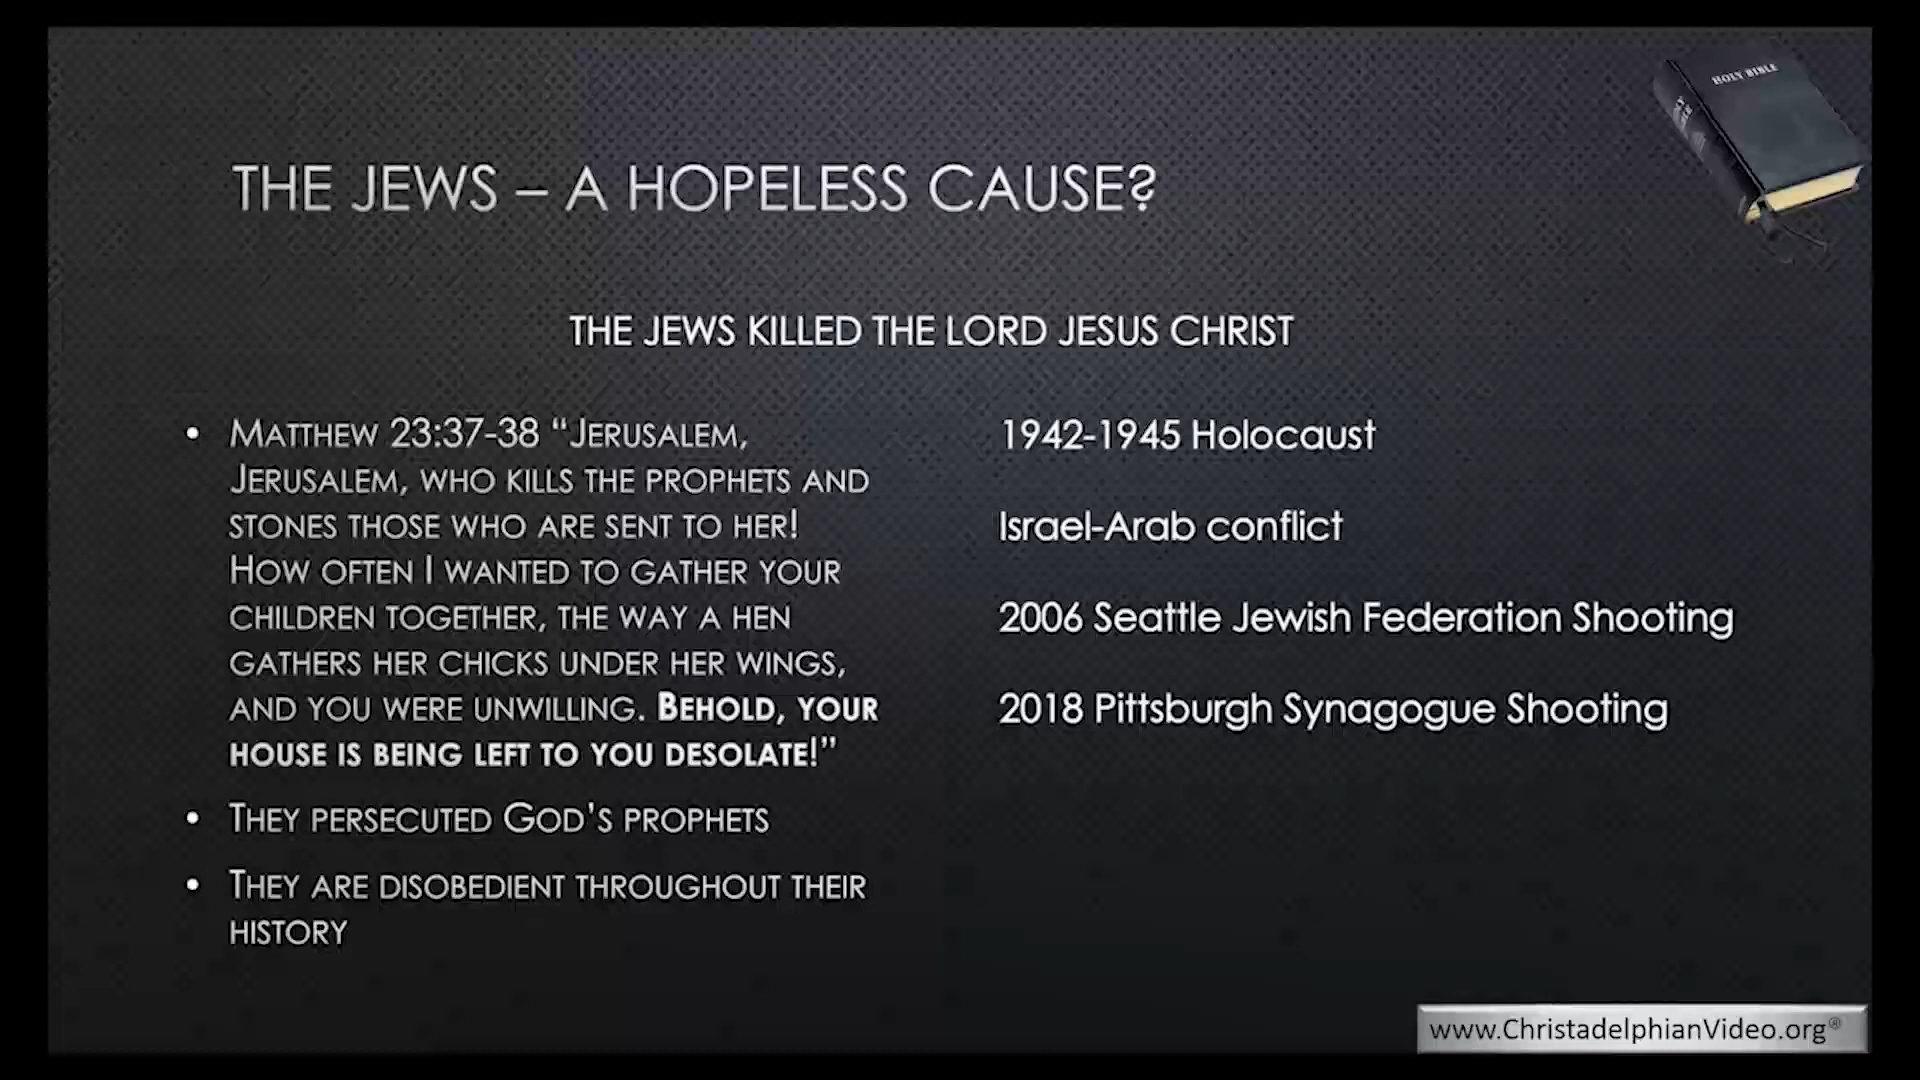 HOLY BIBLE
THE JEWS – A HOPELESS CAUSE?
THE JEWS KILLED THE LORD JESUS CHRIST
• MATTHEW 23:37-38 “JERUSALEM,
JERUSALEM, WHO KILLS THE PROPHETS AND
STONES THOSE WHO ARE SENT TO HER!
HOW OFTEN I WANTED TO GATHER YOUR
CHILDREN TOGETHER, THE WAY A HEN
GATHERS HER CHICKS UNDER HER WINGS,
AND YOU WERE UNWILLING. BEHOLD, YOUR
HOUSE IS BEING LEFT TO YOU DESOLATE!”
• THEY PERSECUTED GOD’S PROPHETS
• THEY ARE DISOBEDIENT THROUGHOUT THEIR
HISTORY
1942-1945 Holocaust
Israel-Arab conflict
2006 Seattle Jewish Federation Shooting
2018 Pittsburgh Synagogue Shooting
www.ChristadelphianVideo.org®